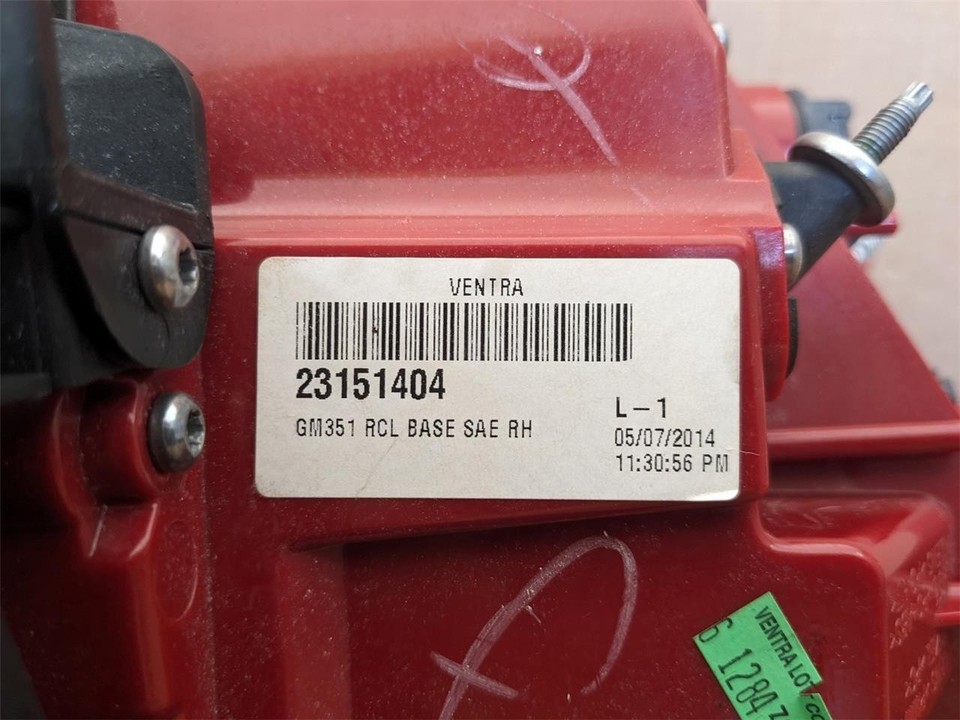 VENTRA
23151404
GM351 RCL BASE SAE RH
L-1
05/07/2014
11:30:56 PM
VENTRA LOT